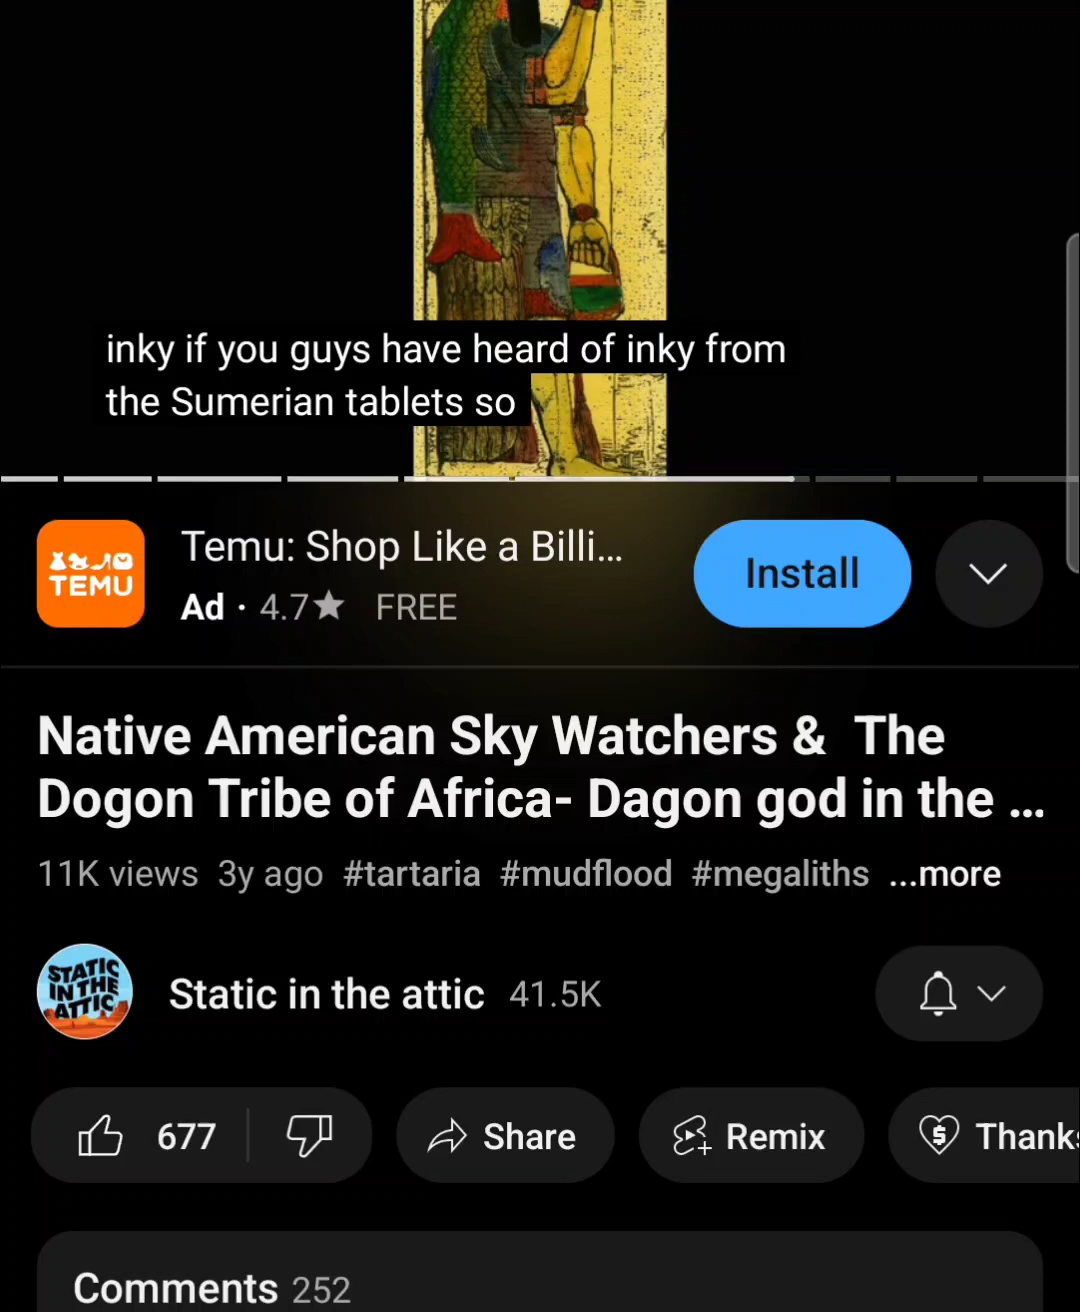 inky if you guys have heard of inky from
the Sumerian tablets so
TEMU
Temu: Shop Like a Billi...
Ad · 4.7★ FREE
Install
Native American Sky Watchers &  The
Dogon Tribe of Africa- Dagon god in the ...
11K views 3y ago #tartaria #mudflood #megaliths ...more
STATIC
IN THE
ATTIC
Static in the attic 41.5K
677
Share
Remix
Thanks
Comments 252